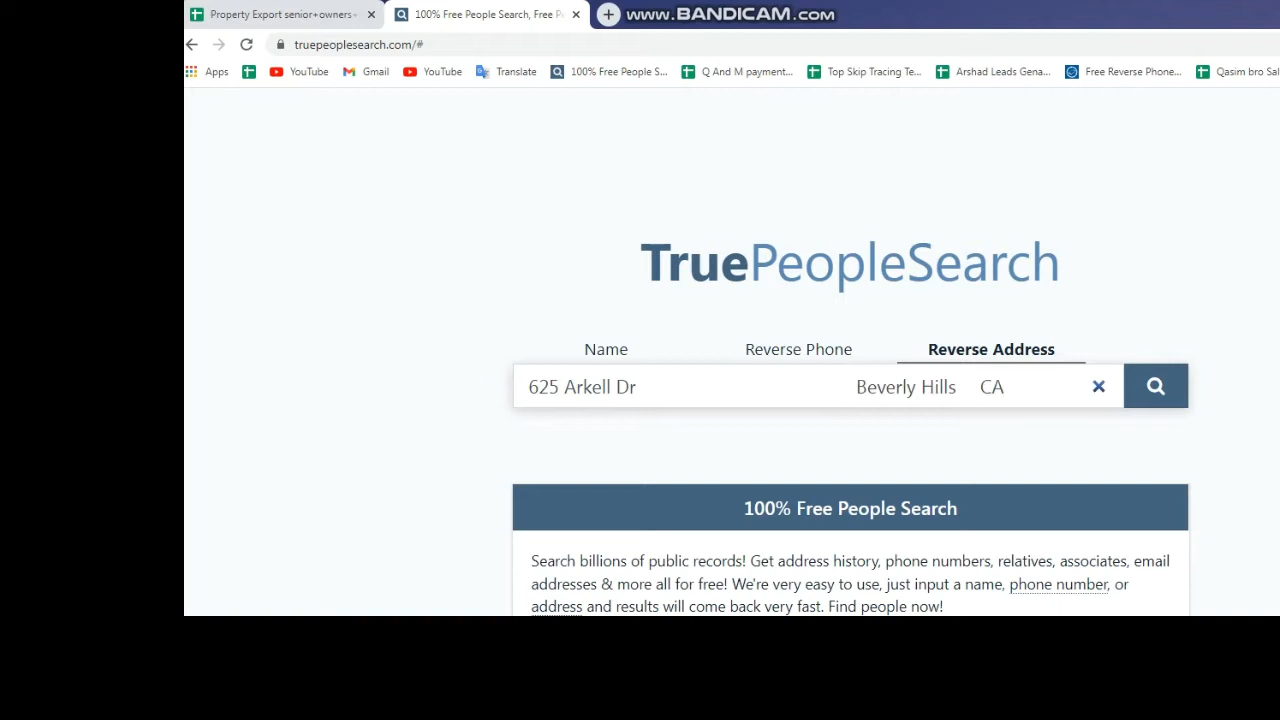 Property Export senior+owners-
100% Free People Search, Free P
www.BANDICAM.com
truepeoplesearch.com/#
Apps YouTube Gmail YouTube Translate 100% Free People S... Q And M payment... Top Skip Tracing Te... Arshad Leads Gena... Free Reverse Phone... Qasim bro Sal
TruePeopleSearch
Name Reverse Phone Reverse Address
625 Arkell Dr Beverly Hills CA
100% Free People Search
Search billions of public records! Get address history, phone numbers, relatives, associates, email
addresses & more all for free! We're very easy to use, just input a name, phone number, or
address and results will come back very fast. Find people now!